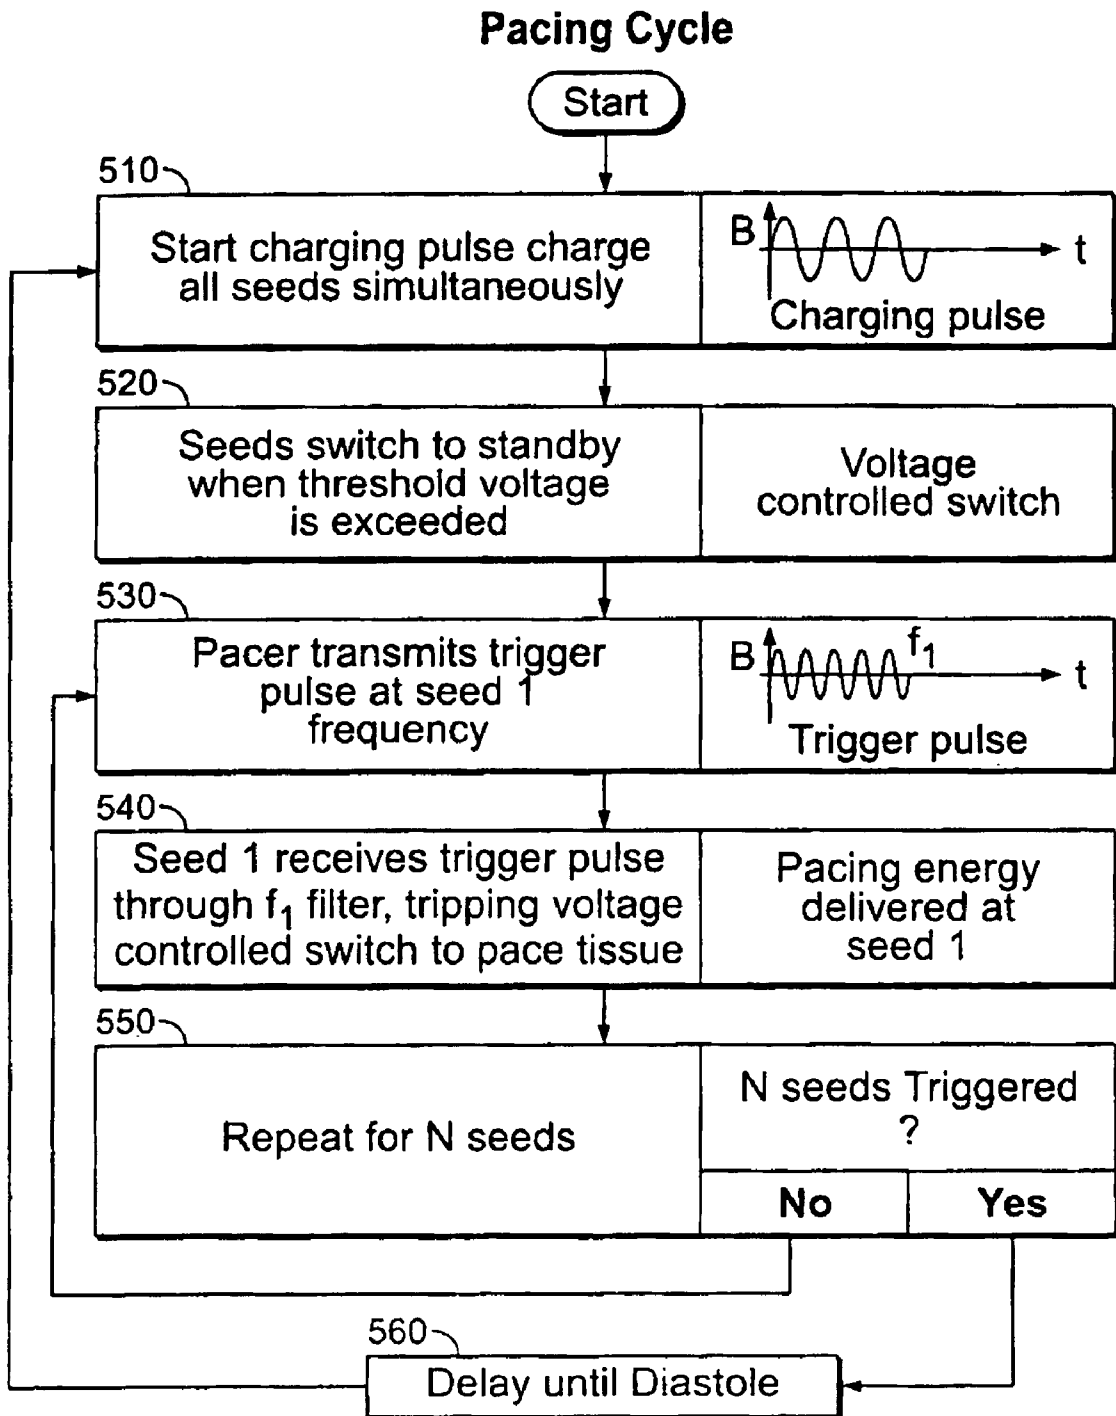 Pacing Cycle
Start
510
Start charging pulse charge
all seeds simultaneously
B
t
Charging pulse
520
Seeds switch to standby
when threshold voltage
is exceeded
Voltage
controlled switch
530
Pacer transmits trigger
pulse at seed 1
frequency
B
f1
t
Trigger pulse
540
Seed 1 receives trigger pulse
through f1 filter, tripping voltage
controlled switch to pace tissue
Pacing energy
delivered at
seed 1
550
Repeat for N seeds
N seeds Triggered
?
No
Yes
560
Delay until Diastole